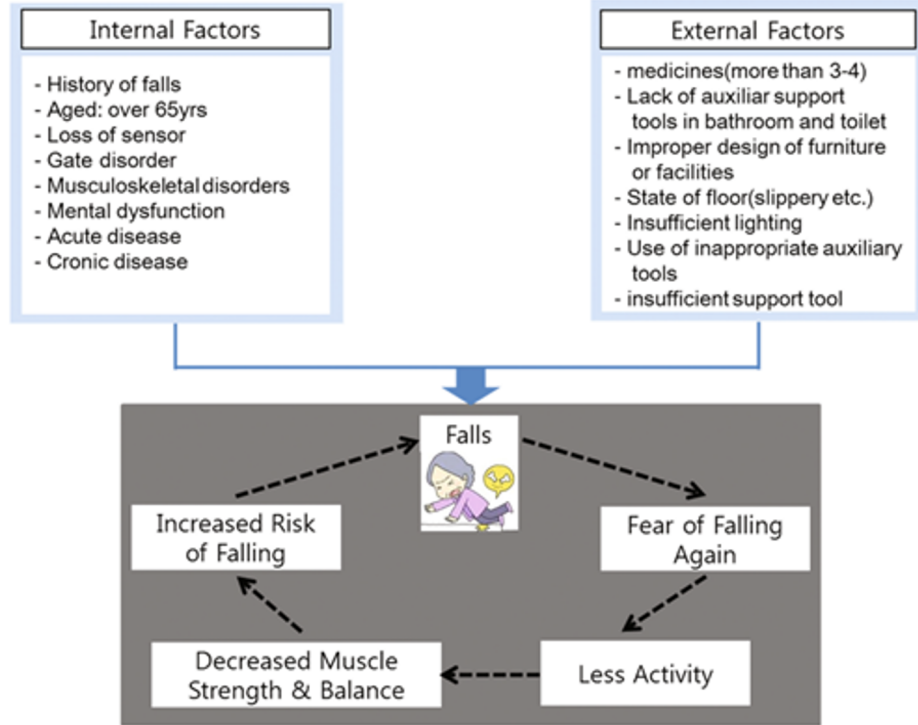 Internal Factors
- History of falls
- Aged: over 65yrs
- Loss of sensor
- Gate disorder
- Musculoskeletal disorders
- Mental dysfunction
- Acute disease
- Cronic disease
External Factors
- medicines(more than 3-4)
- Lack of auxiliar support
tools in bathroom and toilet
- Improper design of furniture
or facilities
- State of floor(slippery etc.)
- Insufficient lighting
- Use of inappropriate auxiliary
tools
- insufficient support tool
Falls
Fear of Falling
Again
Less Activity
Decreased Muscle
Strength & Balance
Increased Risk
of Falling